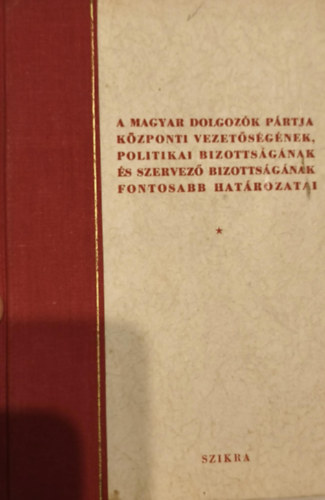 A MAGYAR DOLGOZÓK PÁRTJA
KÖZPONTI VEZETŐSÉGÉNEK,
POLITIKAI BIZOTTSÁGÁNAK
ÉS SZERVEZŐ BIZOTTSÁGÁNAK
FONTOSABB HATÁROZATAI
*
SZIKRA